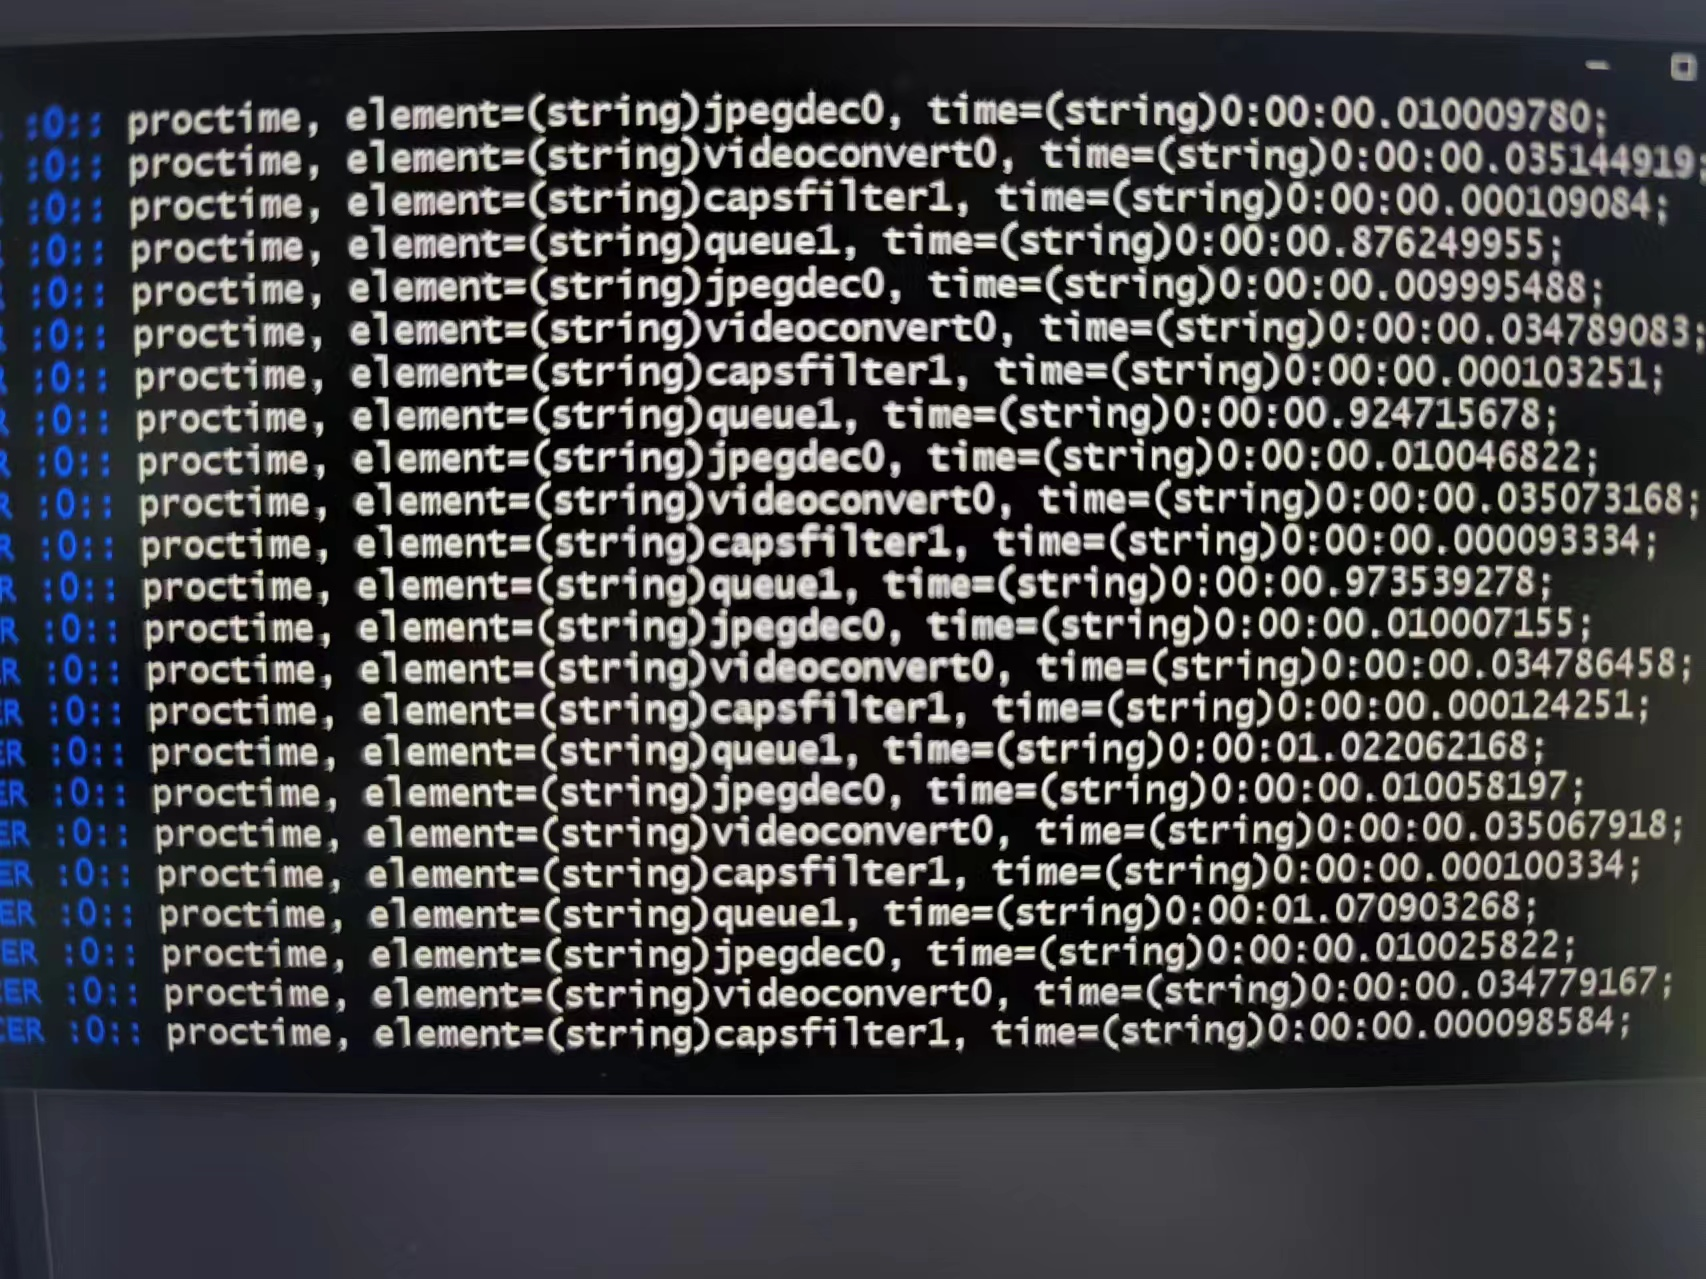 :0:: proctime, element=(string)jpegdec0, time=(string)0:00:00.010009780;
:0:: proctime, element=(string)videoconvert0, time=(string)0:00:00.035144919;
:0:: proctime, element=(string)capsfilter1, time=(string)0:00:00.000109084;
:0:: proctime, element=(string)queue1, time=(string)0:00:00.876249955;
:0:: proctime, element=(string)jpegdec0, time=(string)0:00:00.009995488;
:0:: proctime, element=(string)videoconvert0, time=(string)0:00:00.034789083;
:0:: proctime, element=(string)capsfilter1, time=(string)0:00:00.000103251;
R :0:: proctime, element=(string)queue1, time=(string)0:00:00.924715678;
R :0:: proctime, element=(string)jpegdec0, time=(string)0:00:00.010046822;
R :0:: proctime, element=(string)videoconvert0, time=(string)0:00:00.035073168;
R :0:: proctime, element=(string)capsfilter1, time=(string)0:00:00.000093334;
R :0:: proctime, element=(string)queue1, time=(string)0:00:00.973539278;
R :0:: proctime, element=(string)jpegdec0, time=(string)0:00:00.010007155;
R :0:: proctime, element=(string)videoconvert0, time=(string)0:00:00.034786458;
ER :0:: proctime, element=(string)capsfilter1, time=(string)0:00:00.000124251;
ER :0:: proctime, element=(string)queue1, time=(string)0:00:01.022062168;
ER :0:: proctime, element=(string)jpegdec0, time=(string)0:00:00.010058197;
ER :0:: proctime, element=(string)videoconvert0, time=(string)0:00:00.035067918;
ER :0:: proctime, element=(string)capsfilter1, time=(string)0:00:00.000100334;
ER :0:: proctime, element=(string)queue1, time=(string)0:00:01.070903268;
ER :0:: proctime, element=(string)jpegdec0, time=(string)0:00:00.010025822;
CER :0:: proctime, element=(string)videoconvert0, time=(string)0:00:00.034779167;
CER :0:: proctime, element=(string)capsfilter1, time=(string)0:00:00.000098584;